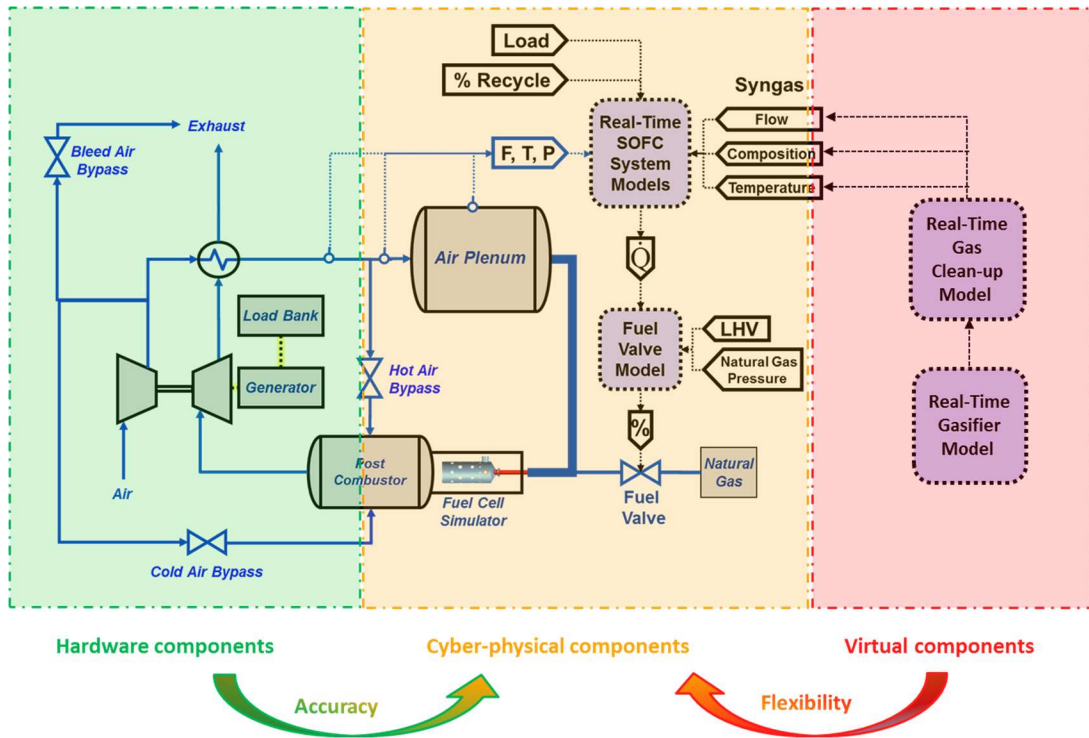 Load
% Recycle
Syngas
Exhaust
Bleed Air
Bypass
F, T, P
Real-Time
SOFC
System
Models
Flow
Composition
Temperature
Real-Time
Gas
Clean-up
Model
Air Plenum
Q̇
Load Bank
Generator
Hot Air
Bypass
Fuel
Valve
Model
LHV
Natural Gas
Pressure
Real-Time
Gasifier
Model
%
Air
Post
Combustor
Fuel Cell
Simulator
Fuel
Valve
Natural
Gas
Cold Air Bypass
Hardware components
Cyber-physical components
Virtual components
Accuracy
Flexibility